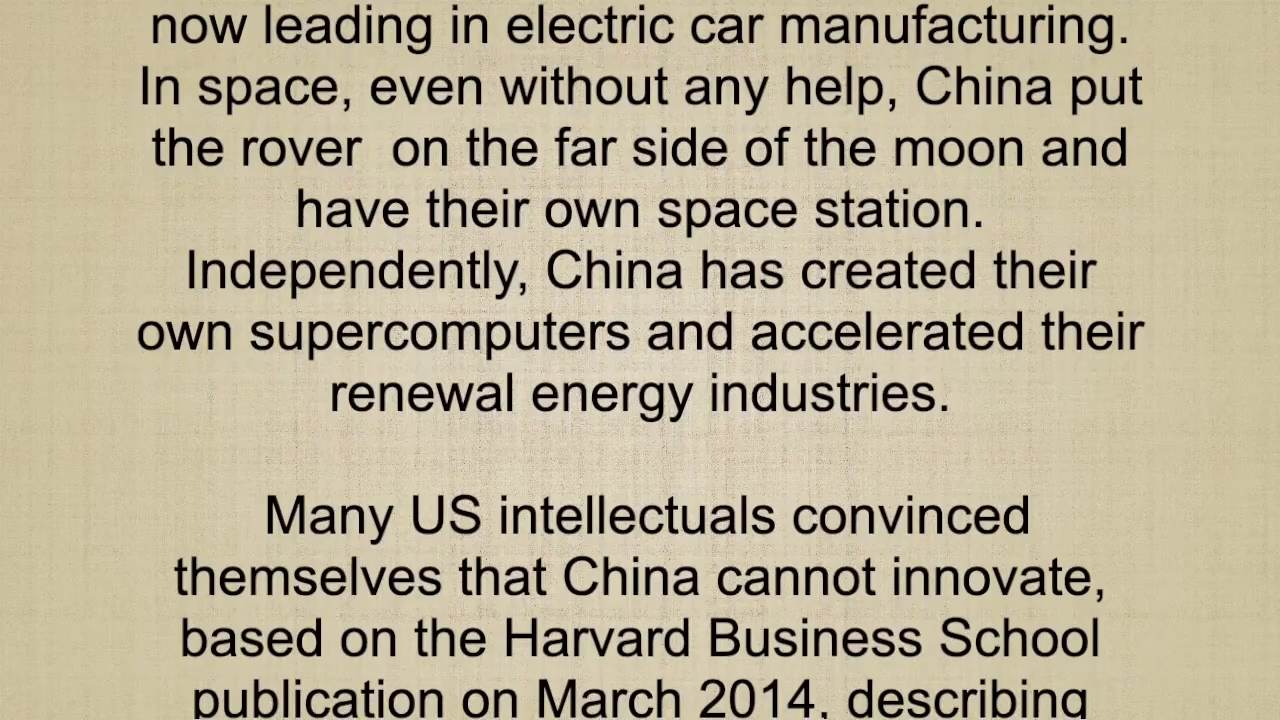 now leading in electric car manufacturing.
In space, even without any help, China put
the rover  on the far side of the moon and
have their own space station.
Independently, China has created their
own supercomputers and accelerated their
renewal energy industries.
Many US intellectuals convinced
themselves that China cannot innovate,
based on the Harvard Business School
publication on March 2014, describing